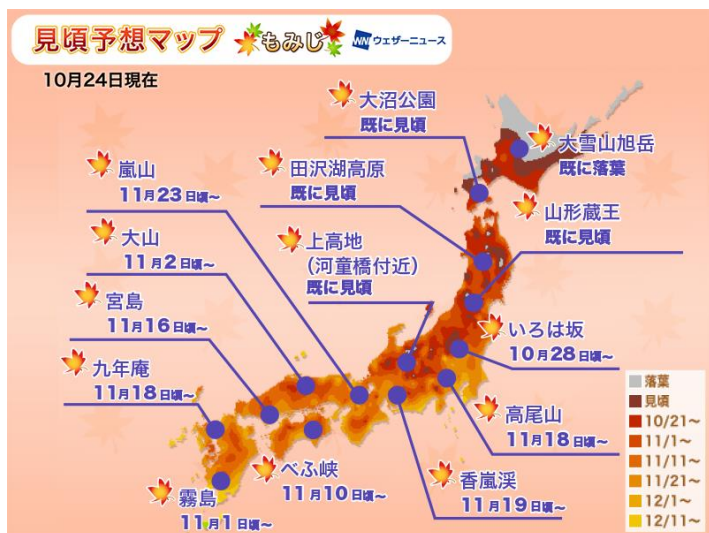 見頃予想マップ もみじ WNI ウェザーニュース
10月24日現在
大沼公園
既に見頃
大雪山旭岳
既に落葉
嵐山
11月23日頃~
田沢湖高原
既に見頃
山形蔵王
既に見頃
大山
11月2日頃~
上高地
(河童橋付近)
既に見頃
宮島
11月16日頃~
いろは坂
10月28日頃~
九年庵
11月18日頃~
高尾山
11月18日頃~
べふ峡
11月10日頃~
香嵐渓
11月19日頃~
霧島
11月1日頃~
落葉
見頃
10/21~
11/1~
11/11~
11/21~
12/1~
12/11~